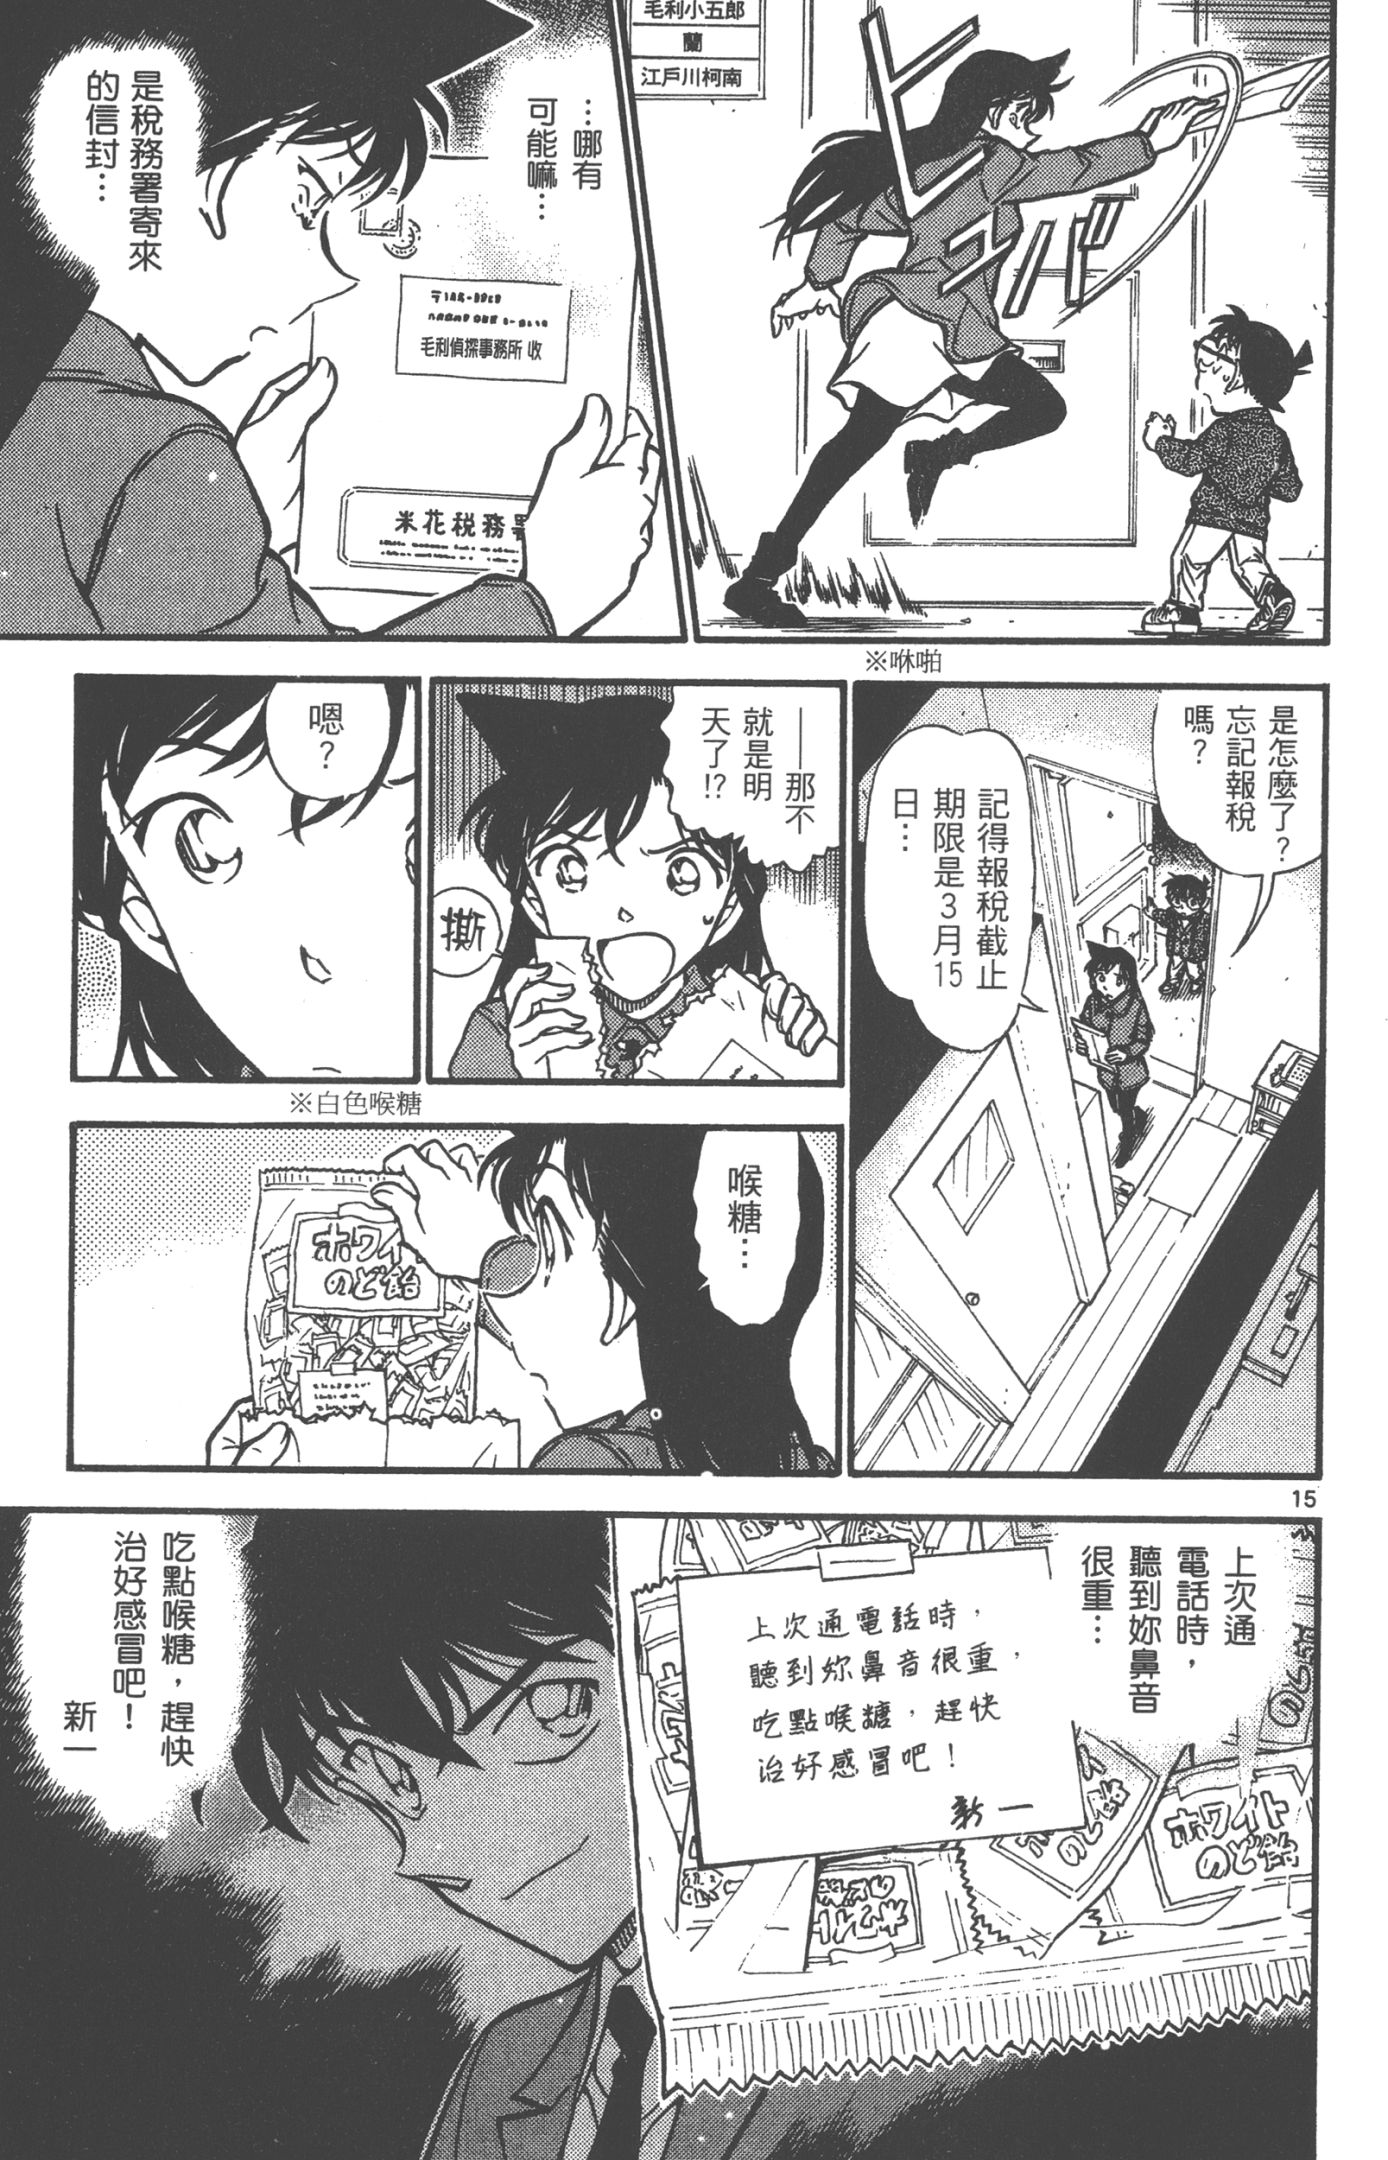 毛利小五郎
蘭
江戶川柯南
ビュバ
※咻啪
…哪有
可能嘛…
是稅務署寄來
的信封…
毛利偵探事務所 收
米花稅務署
是怎麼了?
忘記報稅
嗎?
記得報稅截止
期限是3月15
日…
——那不
就是明
天了!?
撕
嗯?
※白色喉糖
喉糖…
ホワイト
のど飴
15
上次通
電話時,
聽到妳鼻音
很重…
上次通電話時,
聽到妳鼻音很重,
吃點喉糖,趕快
治好感冒吧!
新一
ホワイト
のど飴
吃點喉糖,趕快
治好感冒吧!
新一